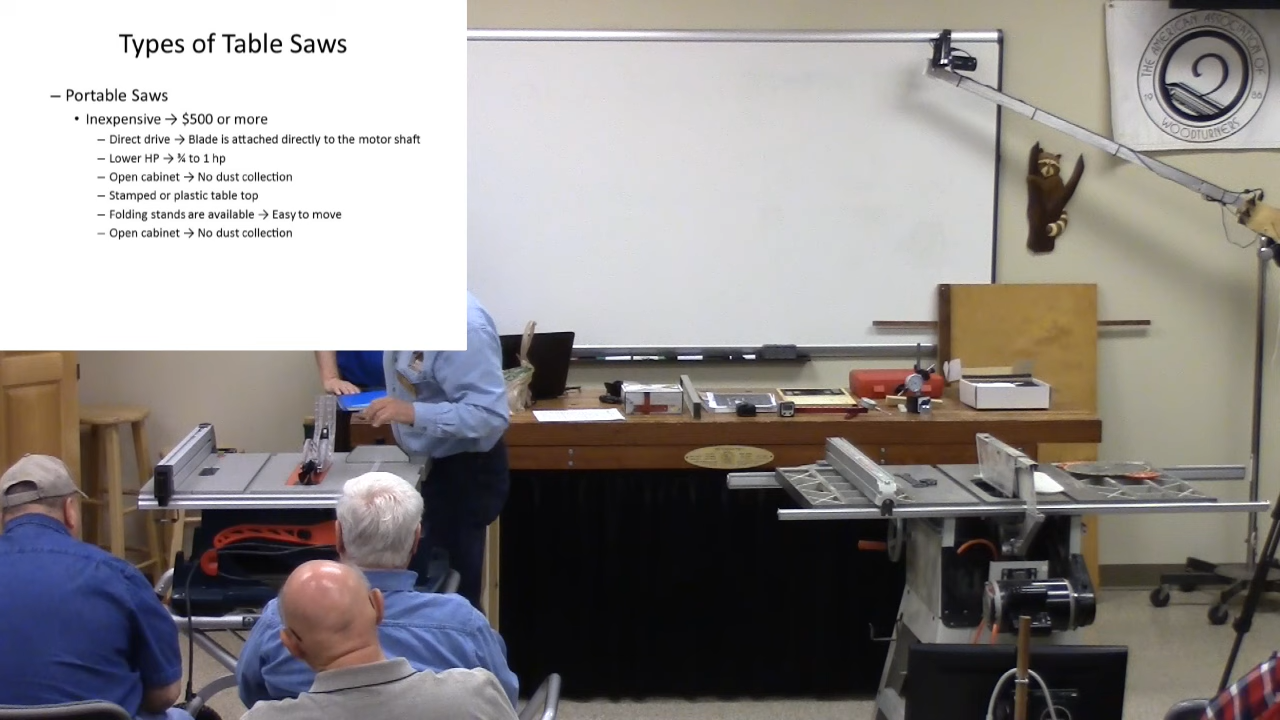 Types of Table Saws
– Portable Saws
• Inexpensive → $500 or more
– Direct drive → Blade is attached directly to the motor shaft
– Lower HP → ¾ to 1 hp
– Open cabinet → No dust collection
– Stamped or plastic table top
– Folding stands are available → Easy to move
– Open cabinet → No dust collection
THE AMERICAN ASSOCIATION OF
19 86
WOODTURNERS